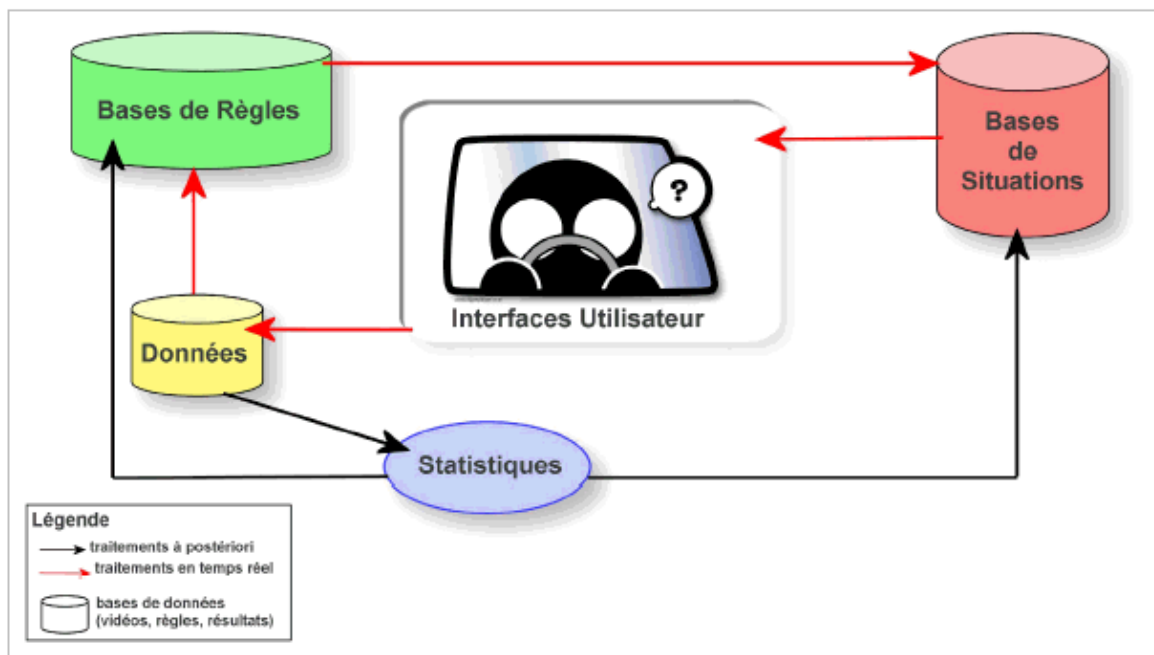 Bases de Règles
Bases
de
Situations
?
Interfaces Utilisateur
Données
Statistiques
Légende
traitements à postériori
traitements en temps réel
bases de données
(vidéos, règles, résultats)